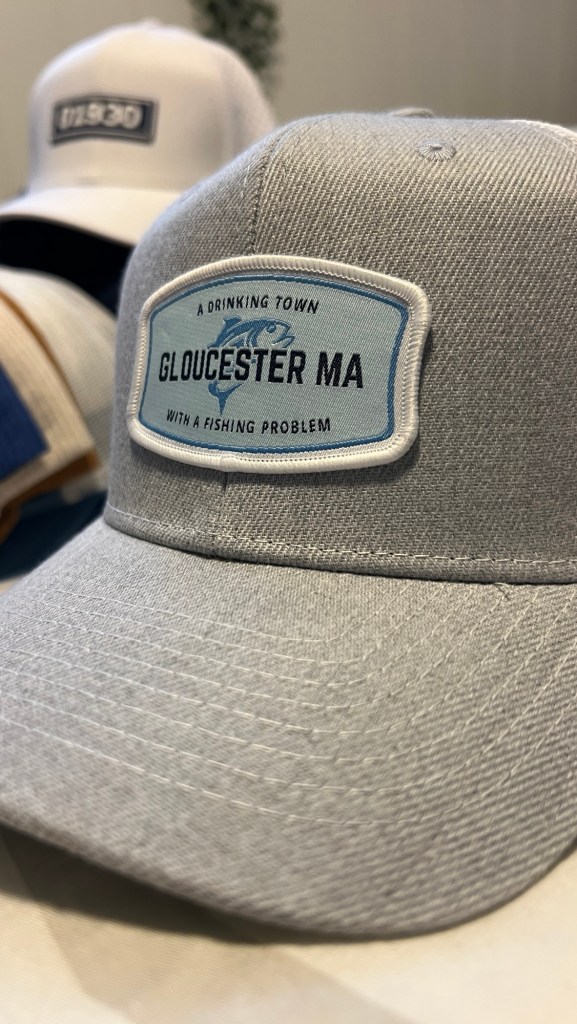 01930
A DRINKING TOWN
GLOUCESTER MA
WITH A FISHING PROBLEM